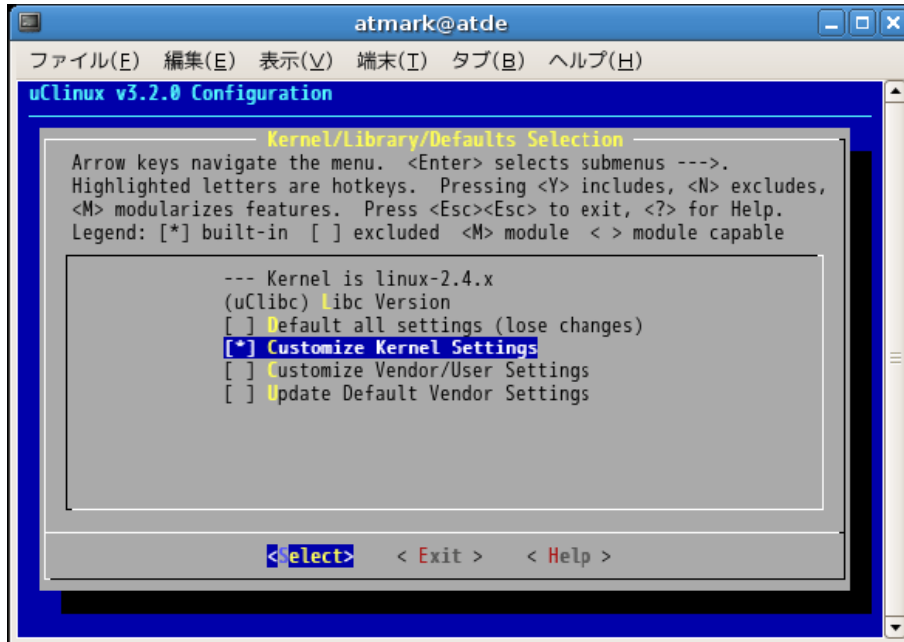 atmark@atde
ファイル(F) 編集(E) 表示(V) 端末(T) タブ(B) ヘルプ(H)
uClinux v3.2.0 Configuration
Kernel/Library/Defaults Selection
Arrow keys navigate the menu.  <Enter> selects submenus --->.
Highlighted letters are hotkeys.  Pressing <Y> includes, <N> excludes,
<M> modularizes features.  Press <Esc><Esc> to exit, <?> for Help.
Legend: [*] built-in  [ ] excluded  <M> module  < > module capable
--- Kernel is linux-2.4.x
(uClibc) Libc Version
[ ] Default all settings (lose changes)
[*] Customize Kernel Settings
[ ] Customize Vendor/User Settings
[ ] Update Default Vendor Settings
<Select>    < Exit >    < Help >